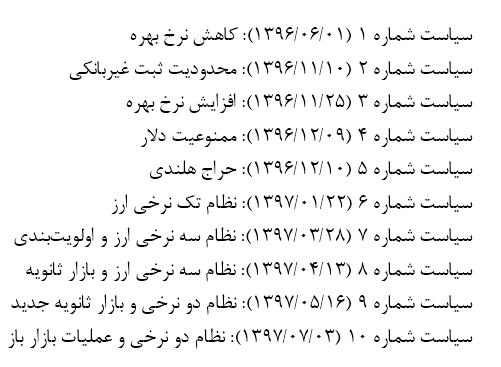 سیاست شماره ۱ (۱۳۹۶/۰۶/۰۱): کاهش نرخ بهره
سیاست شماره ۲ (۱۳۹۶/۱۱/۱۰): محدودیت ثبت غیربانکی
سیاست شماره ۳ (۱۳۹۶/۱۱/۲۵): افزایش نرخ بهره
سیاست شماره ۴ (۱۳۹۶/۱۲/۰۹): ممنوعیت دلار
سیاست شماره ۵ (۱۳۹۶/۱۲/۱۰): حراج هلندی
سیاست شماره ۶ (۱۳۹۷/۰۱/۲۲): نظام تک نرخی ارز
سیاست شماره ۷ (۱۳۹۷/۰۳/۲۸): نظام سه نرخی ارز و اولویت‌بندی
سیاست شماره ۸ (۱۳۹۷/۰۴/۱۳): نظام سه نرخی ارز و بازار ثانویه
سیاست شماره ۹ (۱۳۹۷/۰۵/۱۶): نظام دو نرخی و بازار ثانویه جدید
سیاست شماره ۱۰ (۱۳۹۷/۰۷/۰۳): نظام دو نرخی و عملیات بازار باز